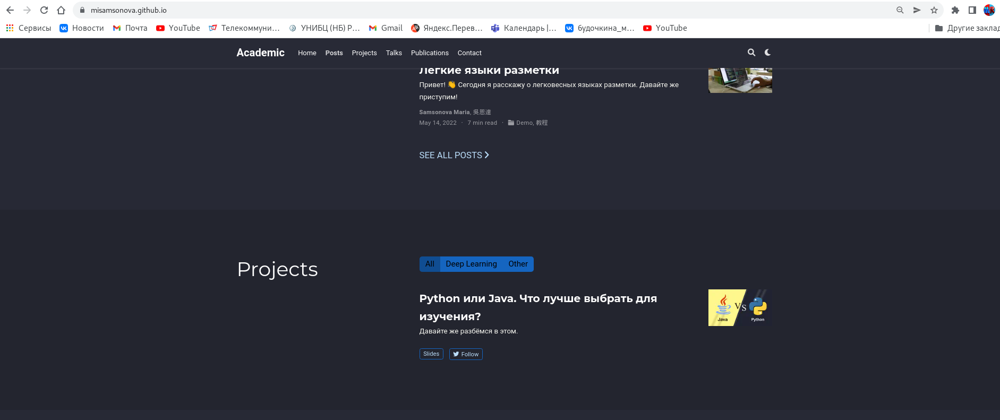 misamsonova.github.io
Сервисы Новости Почта YouTube Телекоммуни... УНИБЦ (НБ) Р... Gmail Яндекс.Перев... Календарь |... будочкина_м... YouTube Другие заклад
Academic Home Posts Projects Talks Publications Contact
Легкие языки разметки
Привет! 👋 Сегодня я расскажу о легковесных языках разметки. Давайте же
приступим!
Samsonova Maria, 吳恩達
May 14, 2022 · 7 min read · Demo, 教程
SEE ALL POSTS
Projects
All Deep Learning Other
Python или Java. Что лучше выбрать для
изучения?
Давайте же разбёмся в этом.
Java VS Python
Slides Follow